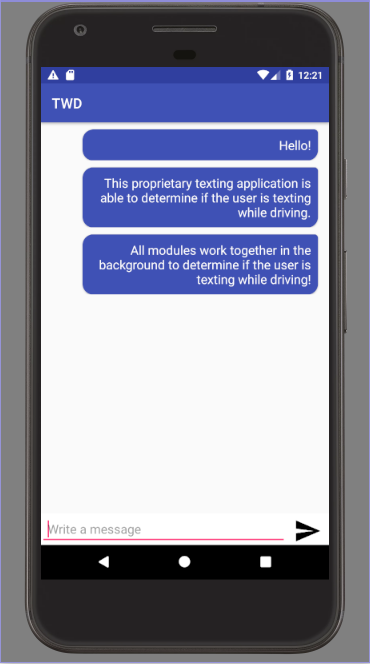 12:21
TWD
Hello!
This proprietary texting application is
able to determine if the user is texting
while driving.
All modules work together in the
background to determine if the user is
texting while driving!
Write a message